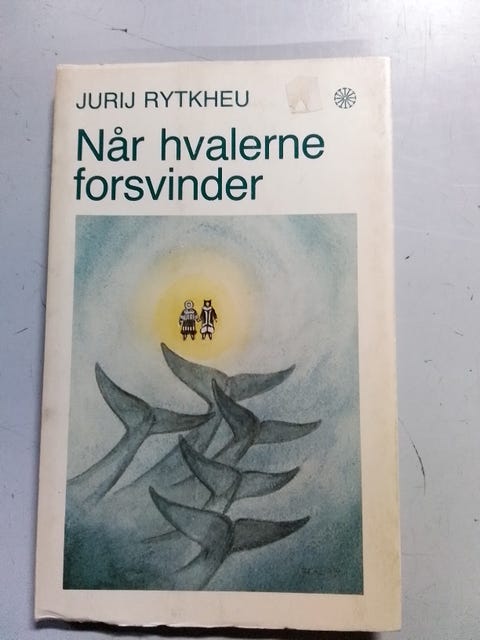 JURIJ RYTKHEU
Når hvalerne
forsvinder